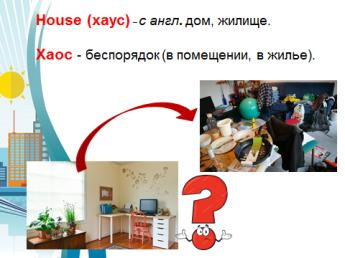 House (хаус) – с англ. дом, жилище.
Хаос - беспорядок (в помещении, в жилье).